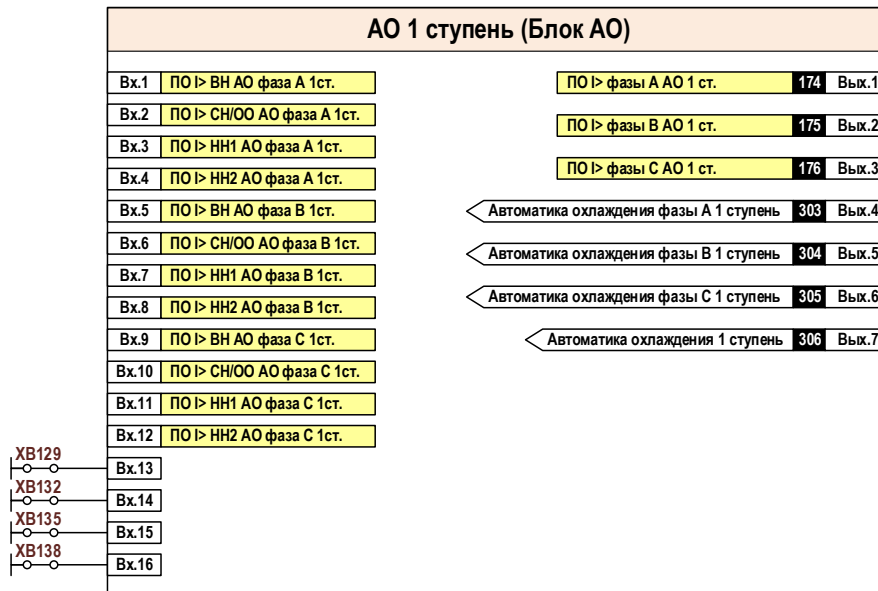 АО 1 ступень (Блок АО)
Вх.1 ПО I> ВН АО фаза А 1ст.
Вх.2 ПО I> СН/ОО АО фаза А 1ст.
Вх.3 ПО I> НН1 АО фаза А 1ст.
Вх.4 ПО I> НН2 АО фаза А 1ст.
Вх.5 ПО I> ВН АО фаза В 1ст.
Вх.6 ПО I> СН/ОО АО фаза В 1ст.
Вх.7 ПО I> НН1 АО фаза В 1ст.
Вх.8 ПО I> НН2 АО фаза В 1ст.
Вх.9 ПО I> ВН АО фаза С 1ст.
Вх.10 ПО I> СН/ОО АО фаза С 1ст.
Вх.11 ПО I> НН1 АО фаза С 1ст.
Вх.12 ПО I> НН2 АО фаза С 1ст.
XB129
Вх.13
XB132
Вх.14
XB135
Вх.15
XB138
Вх.16
ПО I> фазы А АО 1 ст. 174 Вых.1
ПО I> фазы В АО 1 ст. 175 Вых.2
ПО I> фазы С АО 1 ст. 176 Вых.3
Автоматика охлаждения фазы А 1 ступень 303 Вых.4
Автоматика охлаждения фазы В 1 ступень 304 Вых.5
Автоматика охлаждения фазы С 1 ступень 305 Вых.6
Автоматика охлаждения 1 ступень 306 Вых.7